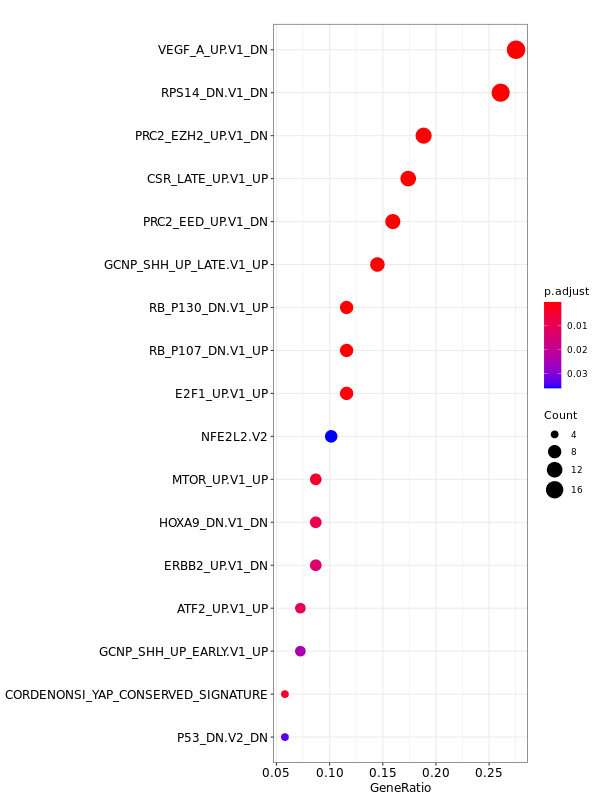 VEGF_A_UP.V1_DN
RPS14_DN.V1_DN
PRC2_EZH2_UP.V1_DN
CSR_LATE_UP.V1_UP
PRC2_EED_UP.V1_DN
GCNP_SHH_UP_LATE.V1_UP
RB_P130_DN.V1_UP
RB_P107_DN.V1_UP
E2F1_UP.V1_UP
NFE2L2.V2
MTOR_UP.V1_UP
HOXA9_DN.V1_DN
ERBB2_UP.V1_DN
ATF2_UP.V1_UP
GCNP_SHH_UP_EARLY.V1_UP
CORDENONSI_YAP_CONSERVED_SIGNATURE
P53_DN.V2_DN
0.05 0.10 0.15 0.20 0.25
GeneRatio
p.adjust
0.01
0.02
0.03
Count
4
8
12
16